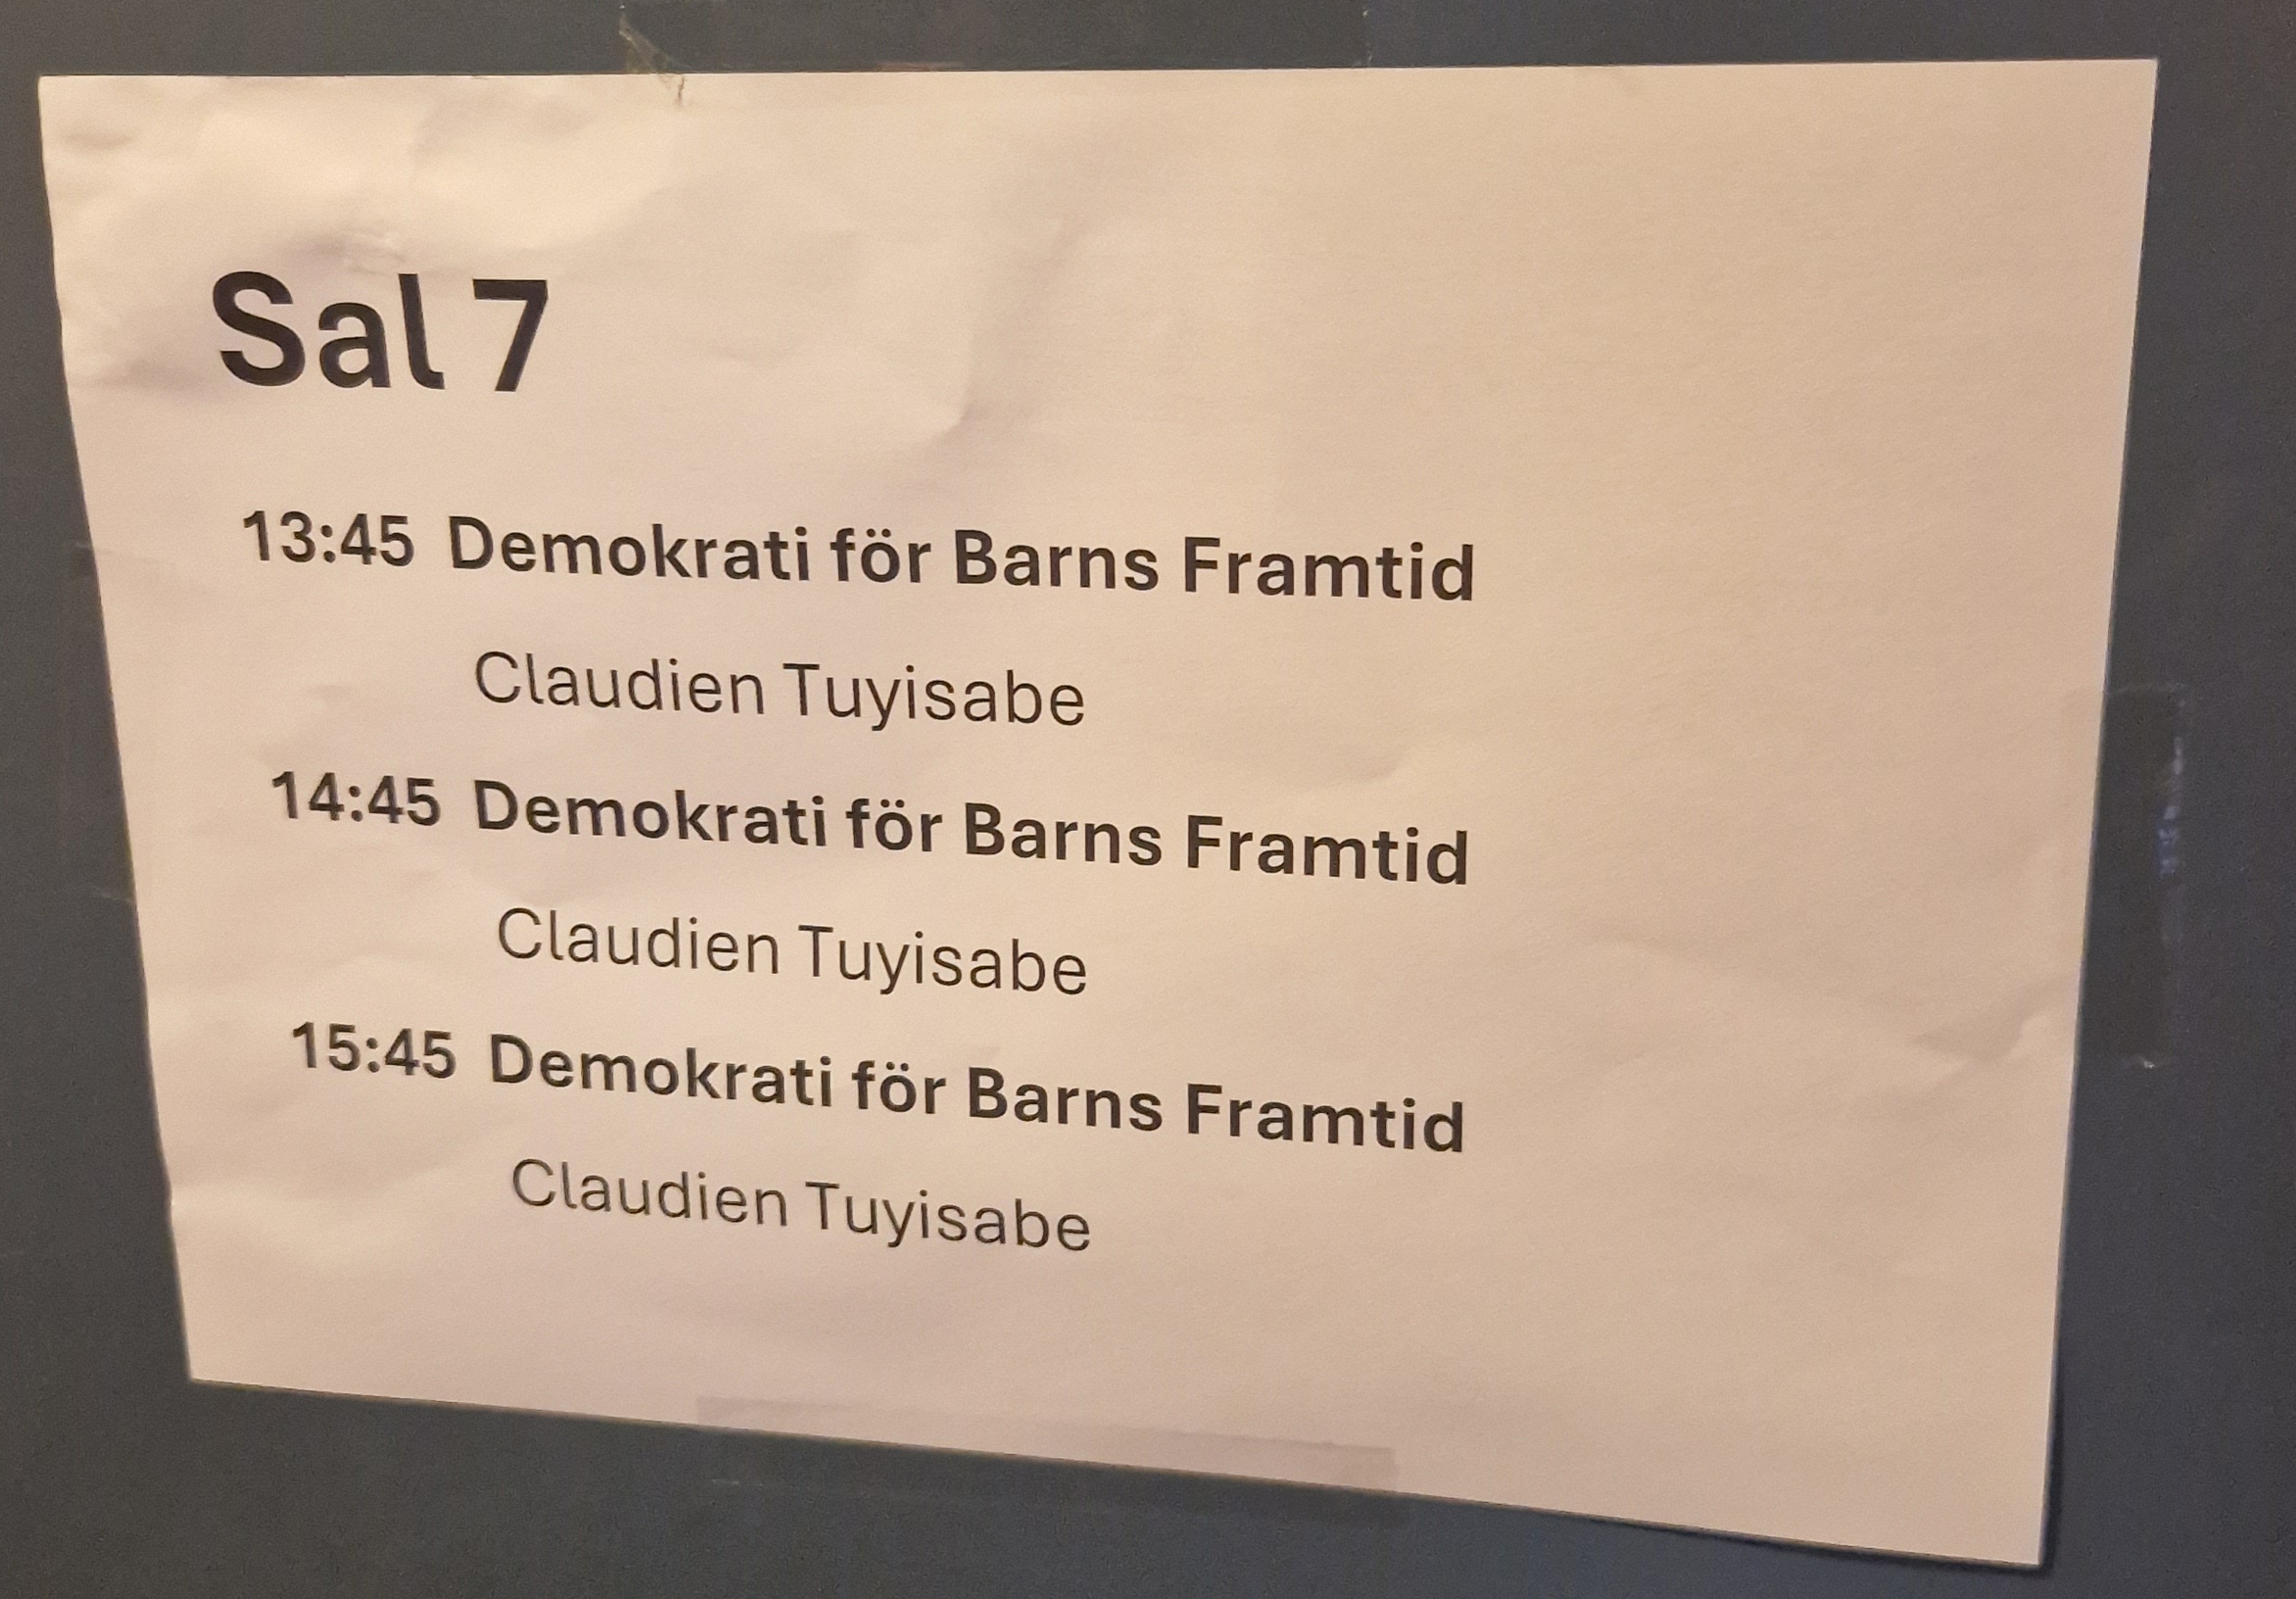 Sal 7
13:45 Demokrati för Barns Framtid
Claudien Tuyisabe
14:45 Demokrati för Barns Framtid
Claudien Tuyisabe
15:45 Demokrati för Barns Framtid
Claudien Tuyisabe